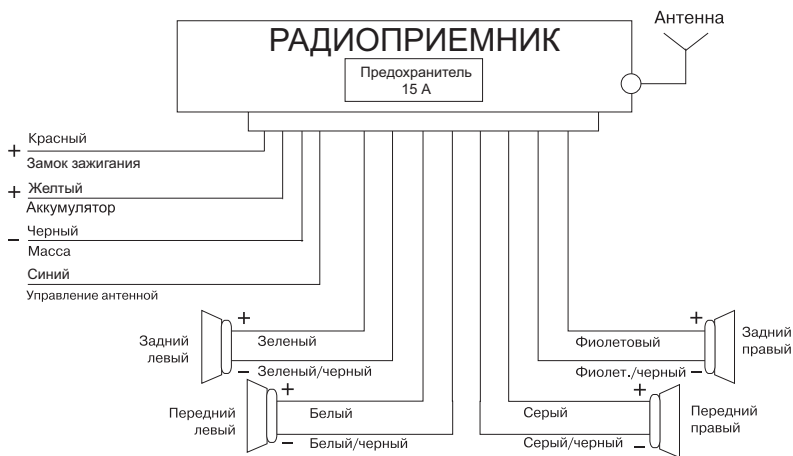 Антенна
РАДИОПРИЕМНИК
Предохранитель
15 А
+ Красный
Замок зажигания
+ Желтый
Аккумулятор
− Черный
Масса
Синий
Управление антенной
Задний
левый
+
Зеленый
− Зеленый/черный
Передний
левый
+
Белый
− Белый/черный
+
Фиолетовый
Фиолет./черный −
Задний
правый
+
Серый
Серый/черный −
Передний
правый